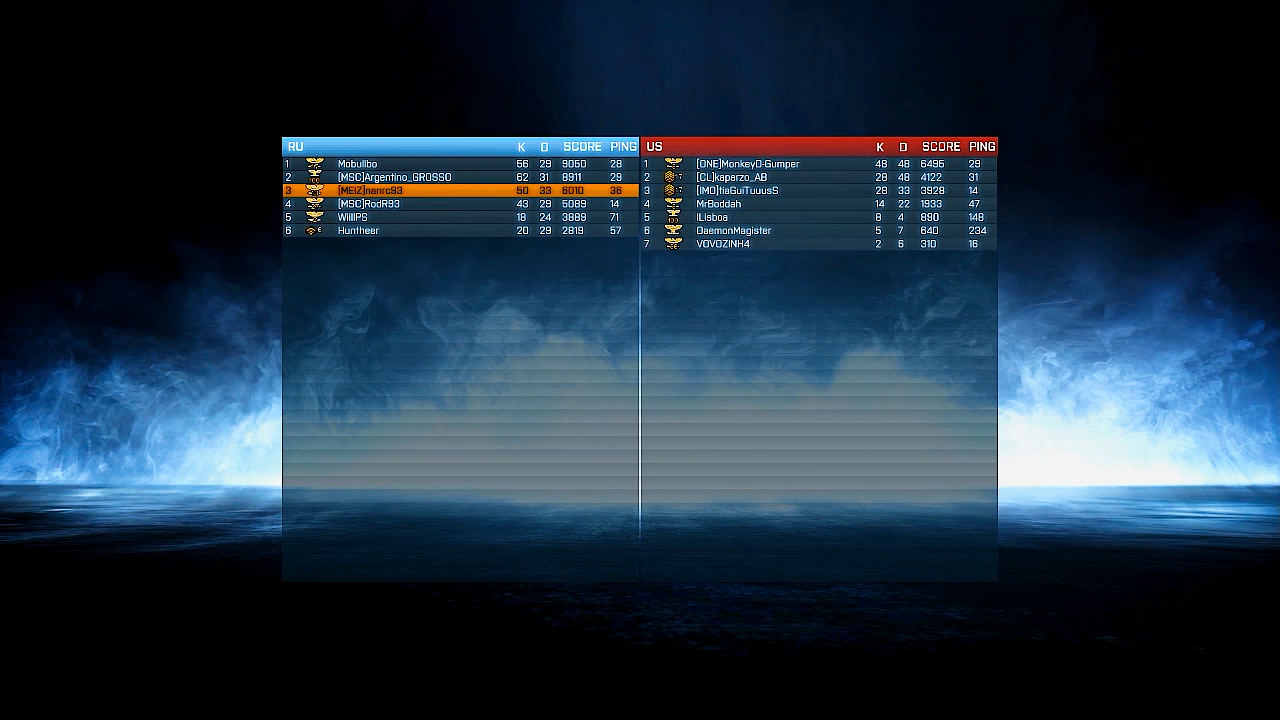 RU K D SCORE PING
1 Mobullbo 56 29 9050 28
2 [MSC]Argentino_GROSSO 62 31 8911 29
3 [MEIZ]nanrc93 50 33 6010 36
4 [MSC]RodR93 43 29 5089 14
5 WillIPS 18 24 3889 71
6 Huntheer 20 29 2819 57
US K D SCORE PING
1 [ONE]MonkeyD-Gumper 48 48 6495 29
2 [CL]kaparzo_AB 28 48 4122 31
3 [IMO]tiaGuiTuuusS 28 33 3928 14
4 MrBoddah 14 22 1933 47
5 ILisboa 8 4 890 148
6 DaemonMagister 5 7 640 234
7 VOVOZINH4 2 6 310 16